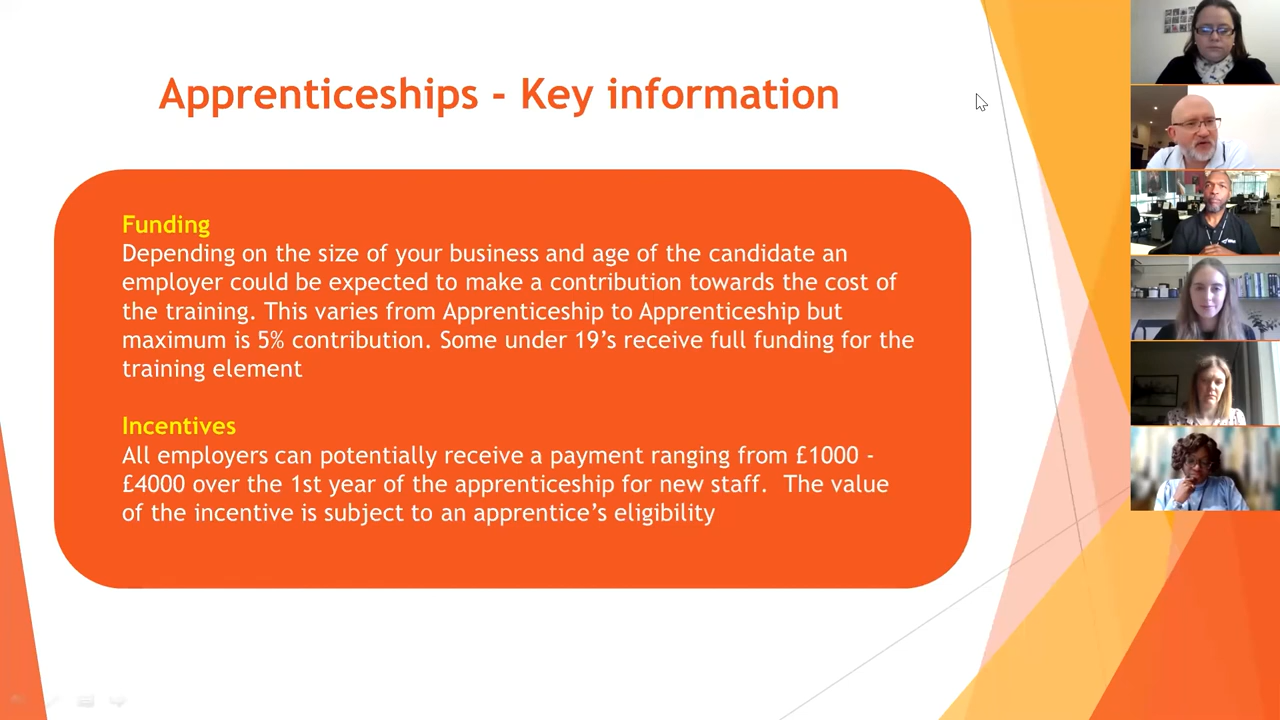 Apprenticeships - Key information
Funding
Depending on the size of your business and age of the candidate an
employer could be expected to make a contribution towards the cost of
the training. This varies from Apprenticeship to Apprenticeship but
maximum is 5% contribution. Some under 19’s receive full funding for the
training element
Incentives
All employers can potentially receive a payment ranging from £1000 -
£4000 over the 1st year of the apprenticeship for new staff.  The value
of the incentive is subject to an apprentice’s eligibility